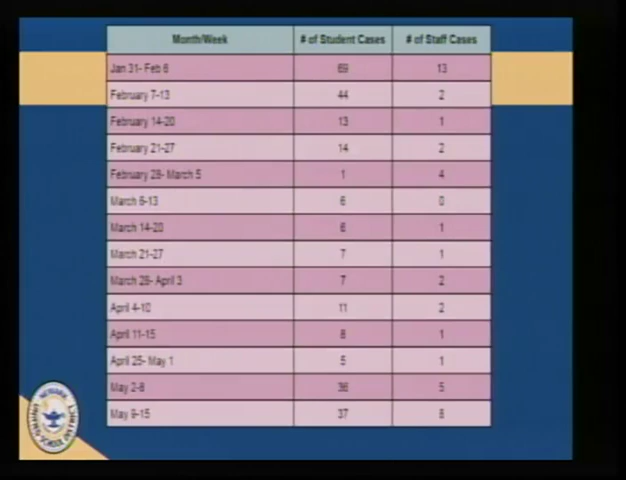 Month/Week # of Student Cases # of Staff Cases
Jan 31- Feb 6 69 13
February 7-13 44 2
February 14-20 13 1
February 21-27 14 2
February 28- March 5 1 4
March 6-13 6 0
March 14-20 6 1
March 21-27 7 1
March 28- April 3 7 2
April 4-10 11 2
April 11-15 8 1
April 25- May 1 5 1
May 2-8 36 5
May 9-15 37 8
NEWARK
UNIFIED SCHOOL DISTRICT